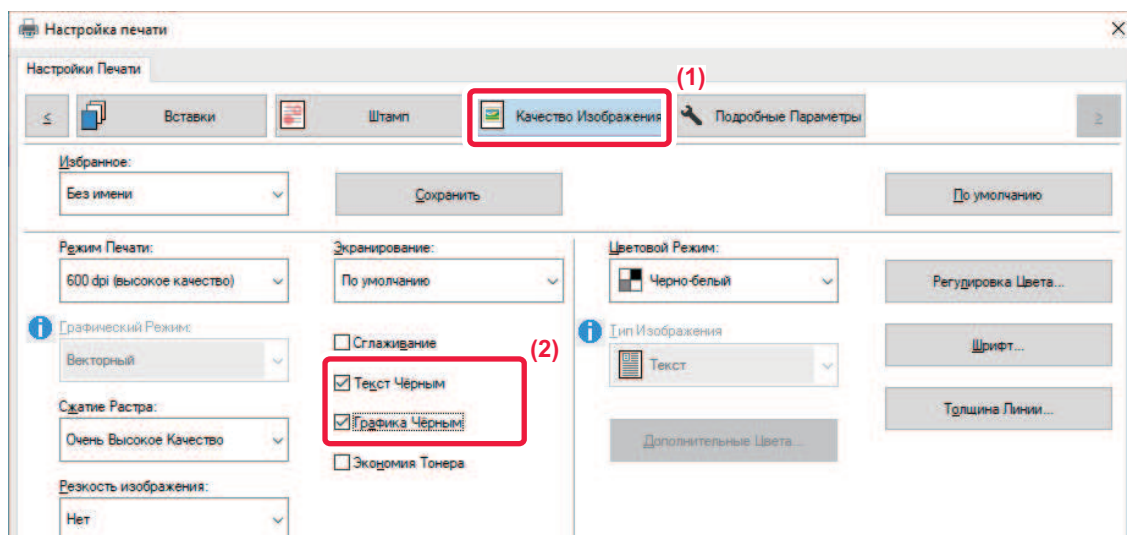 Настройка печати
Настройки Печати
(1)
< Вставки Штамп Качество Изображения Подробные Параметры >
Избранное:
Без имени Сохранить По умолчанию
Режим Печати: Экранирование: Цветовой Режим:
600 dpi (высокое качество) По умолчанию Черно-белый Регулировка Цвета...
Графический Режим: Сглаживание Тип Изображения
(2)
Векторный Текст Чёрным Текст Шрифт...
Сжатие Растра: Графика Чёрным Толщина Линии...
Очень Высокое Качество Экономия Тонера Дополнительные Цвета...
Резкость изображения:
Нет